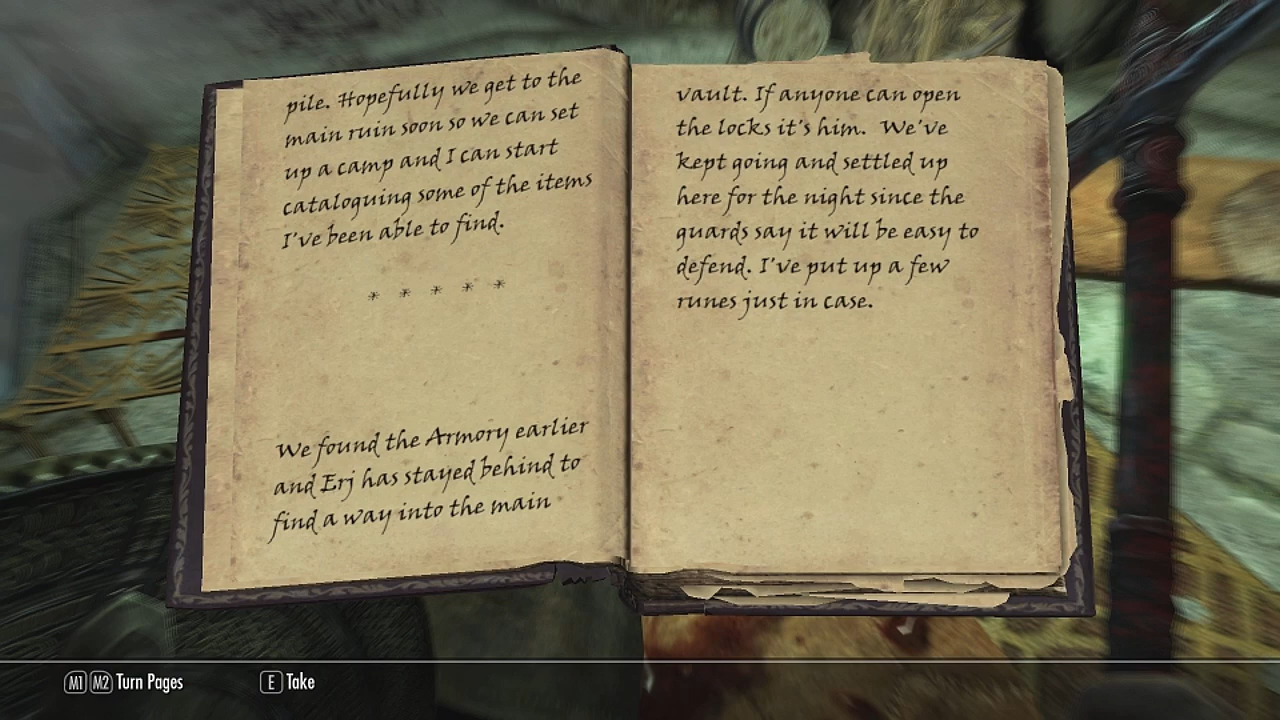 pile. Hopefully we get to the
main ruin soon so we can set
up a camp and I can start
cataloguing some of the items
I've been able to find.
* * * * *
We found the Armory earlier
and Erj has stayed behind to
find a way into the main
vault. If anyone can open
the locks it's him. We've
kept going and settled up
here for the night since the
guards say it will be easy to
defend. I've put up a few
runes just in case.
M1 M2 Turn Pages
E Take